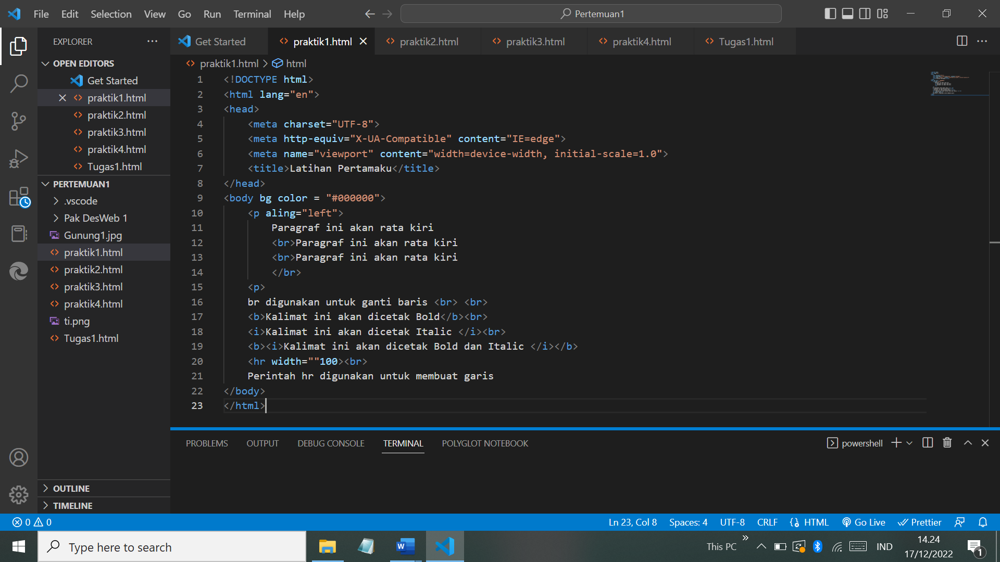 File Edit Selection View Go Run Terminal Help
Pertemuan1
EXPLORER
OPEN EDITORS
Get Started
praktik1.html
praktik2.html
praktik3.html
praktik4.html
Tugas1.html
PERTEMUAN1
.vscode
Pak DesWeb 1
Gunung1.jpg
praktik1.html
praktik2.html
praktik3.html
praktik4.html
ti.png
Tugas1.html
OUTLINE
TIMELINE
Get Started praktik1.html praktik2.html praktik3.html praktik4.html Tugas1.html
praktik1.html > html
1 <!DOCTYPE html>
2 <html lang="en">
3 <head>
4 <meta charset="UTF-8">
5 <meta http-equiv="X-UA-Compatible" content="IE=edge">
6 <meta name="viewport" content="width=device-width, initial-scale=1.0">
7 <title>Latihan Pertamaku</title>
8 </head>
9 <body bg color = "#000000">
10 <p aling="left">
11 Paragraf ini akan rata kiri
12 <br>Paragraf ini akan rata kiri
13 <br>Paragraf ini akan rata kiri
14 </br>
15 <p>
16 br digunakan untuk ganti baris <br> <br>
17 <b>Kalimat ini akan dicetak Bold</b><br>
18 <i>Kalimat ini akan dicetak Italic </i><br>
19 <b><i>Kalimat ini akan dicetak Bold dan Italic </i></b>
20 <hr width=""100><br>
21 Perintah hr digunakan untuk membuat garis
22 </body>
23 </html>
PROBLEMS OUTPUT DEBUG CONSOLE TERMINAL POLYGLOT NOTEBOOK
powershell
0 0
Ln 23, Col 8 Spaces: 4 UTF-8 CRLF HTML Go Live Prettier
Type here to search
W
This PC
IND
14.24
17/12/2022
1